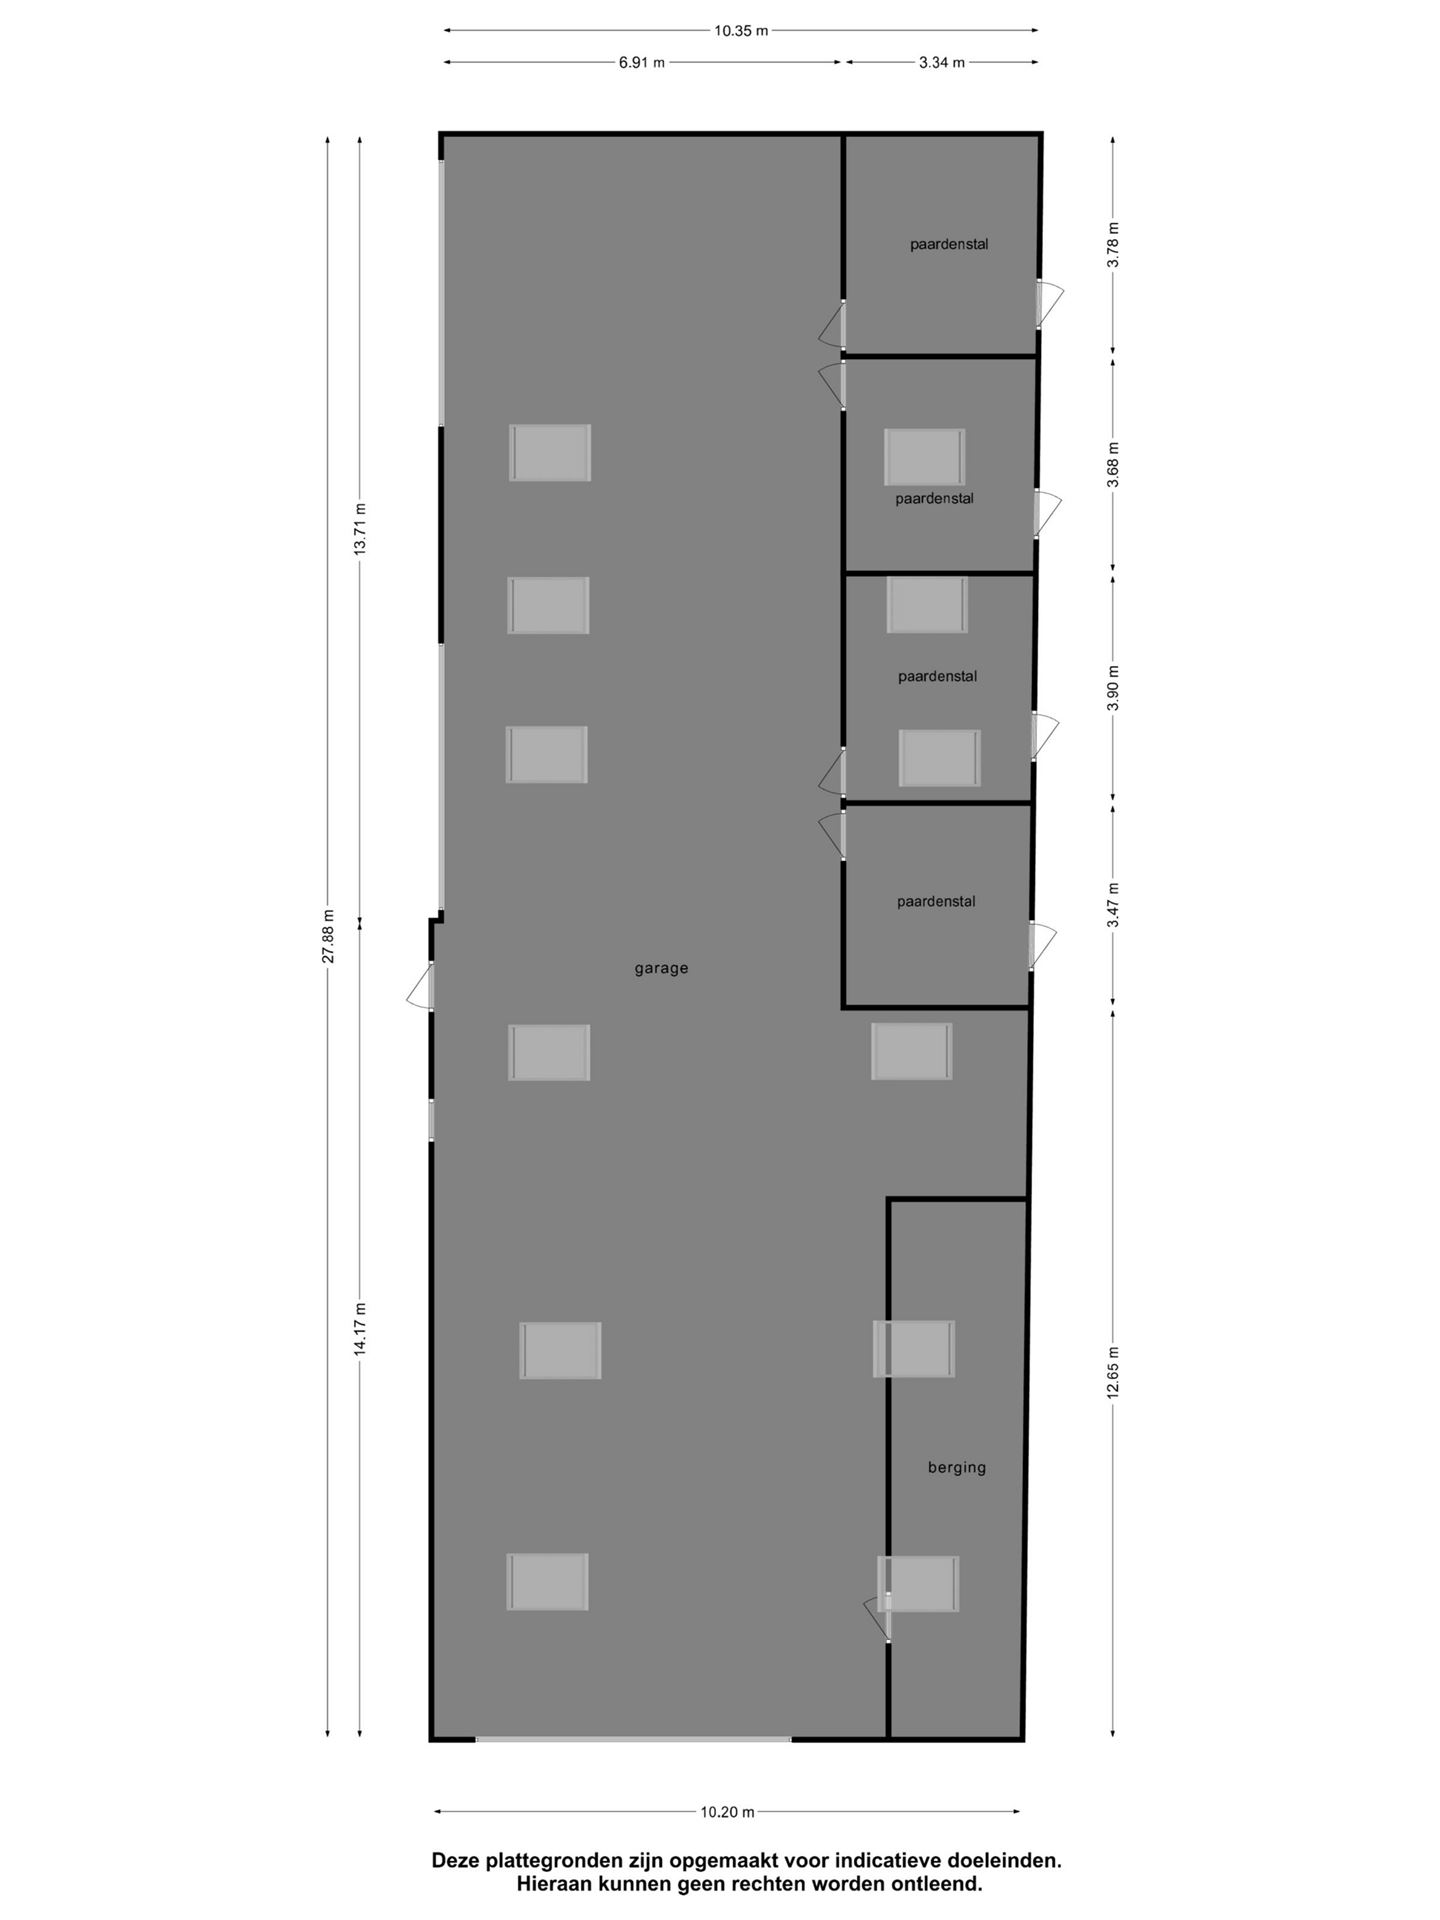 10.35 m
6.91 m
3.34 m
paardenstal
3.78 m
paardenstal
3.68 m
13.71 m
paardenstal
3.90 m
paardenstal
3.47 m
27.88 m
garage
14.17 m
12.65 m
berging
10.20 m
Deze plattegronden zijn opgemaakt voor indicatieve doeleinden.
Hieraan kunnen geen rechten worden ontleend.